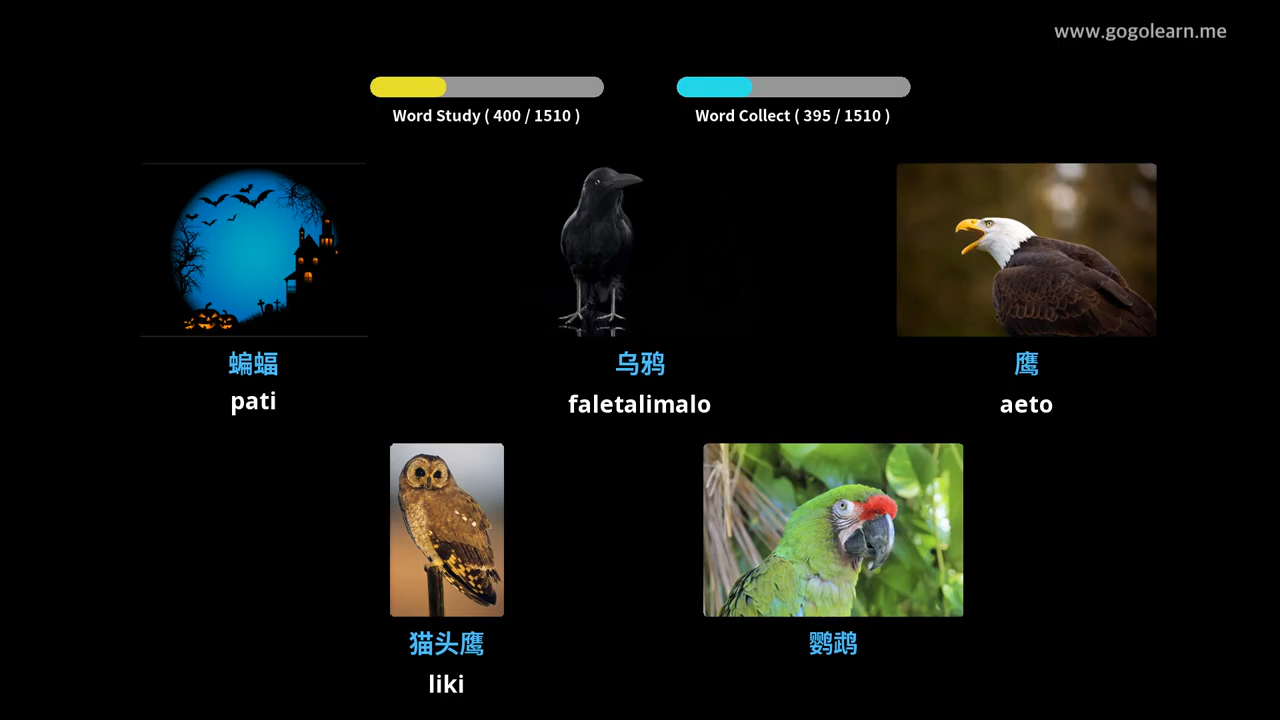 www.gogolearn.me
Word Study ( 400 / 1510 )
Word Collect ( 395 / 1510 )
蝙蝠
pati
乌鸦
faletalimalo
鹰
aeto
猫头鹰
liki
鹦鹉